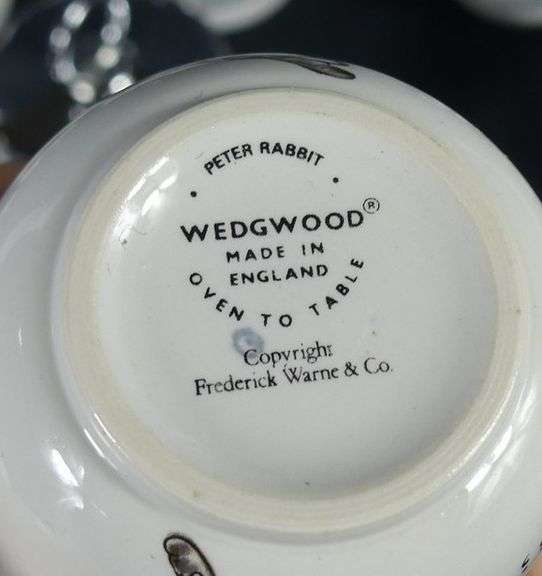 • PETER RABBIT •
WEDGWOOD®
MADE IN
ENGLAND
OVEN TO TABLE
Copyright
Frederick Warne & Co.